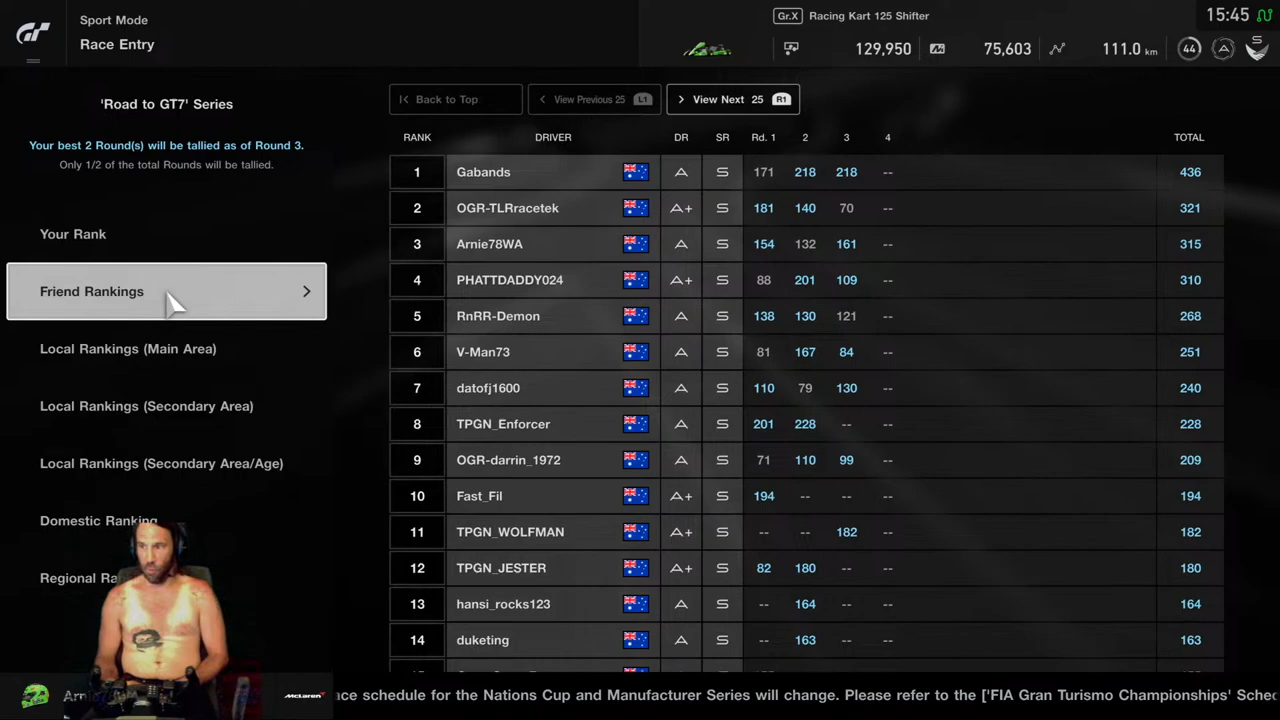 Sport Mode
Race Entry
Gr.X Racing Kart 125 Shifter
15:45
129,950 75,603 111.0 km 44 A S
'Road to GT7' Series
Your best 2 Round(s) will be tallied as of Round 3.
Only 1/2 of the total Rounds will be tallied.
Your Rank
Friend Rankings
Local Rankings (Main Area)
Local Rankings (Secondary Area)
Local Rankings (Secondary Area/Age)
Domestic Ranking
Regional Ra
Back to Top View Previous 25 L1 View Next 25 R1
RANK DRIVER DR SR Rd. 1 2 3 4 TOTAL
1 Gabands A S 171 218 218 -- 436
2 OGR-TLRracetek A+ S 181 140 70 -- 321
3 Arnie78WA A S 154 132 161 -- 315
4 PHATTDADDY024 A+ S 88 201 109 -- 310
5 RnRR-Demon A S 138 130 121 -- 268
6 V-Man73 A S 81 167 84 -- 251
7 datofj1600 A S 110 79 130 -- 240
8 TPGN_Enforcer A S 201 228 -- -- 228
9 OGR-darrin_1972 A S 71 110 99 -- 209
10 Fast_Fil A+ S 194 -- -- -- 194
11 TPGN_WOLFMAN A+ S -- -- 182 -- 182
12 TPGN_JESTER A+ S 82 180 -- -- 180
13 hansi_rocks123 A S -- 164 -- -- 164
14 duketing A S -- 163 -- -- 163
McLaren
ace schedule for the Nations Cup and Manufacturer Series will change. Please refer to the ['FIA Gran Turismo Championships' Sched